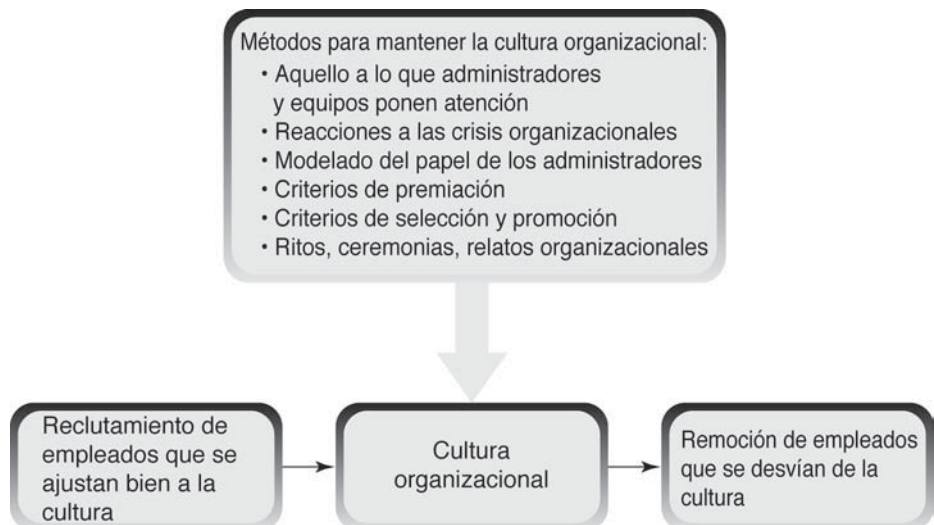 Métodos para mantener la cultura organizacional:
• Aquello a lo que administradores
y equipos ponen atención
• Reacciones a las crisis organizacionales
• Modelado del papel de los administradores
• Criterios de premiación
• Criterios de selección y promoción
• Ritos, ceremonias, relatos organizacionales
Reclutamiento de
empleados que se
ajustan bien a la
cultura
Cultura
organizacional
Remoción de empleados
que se desvían de la
cultura